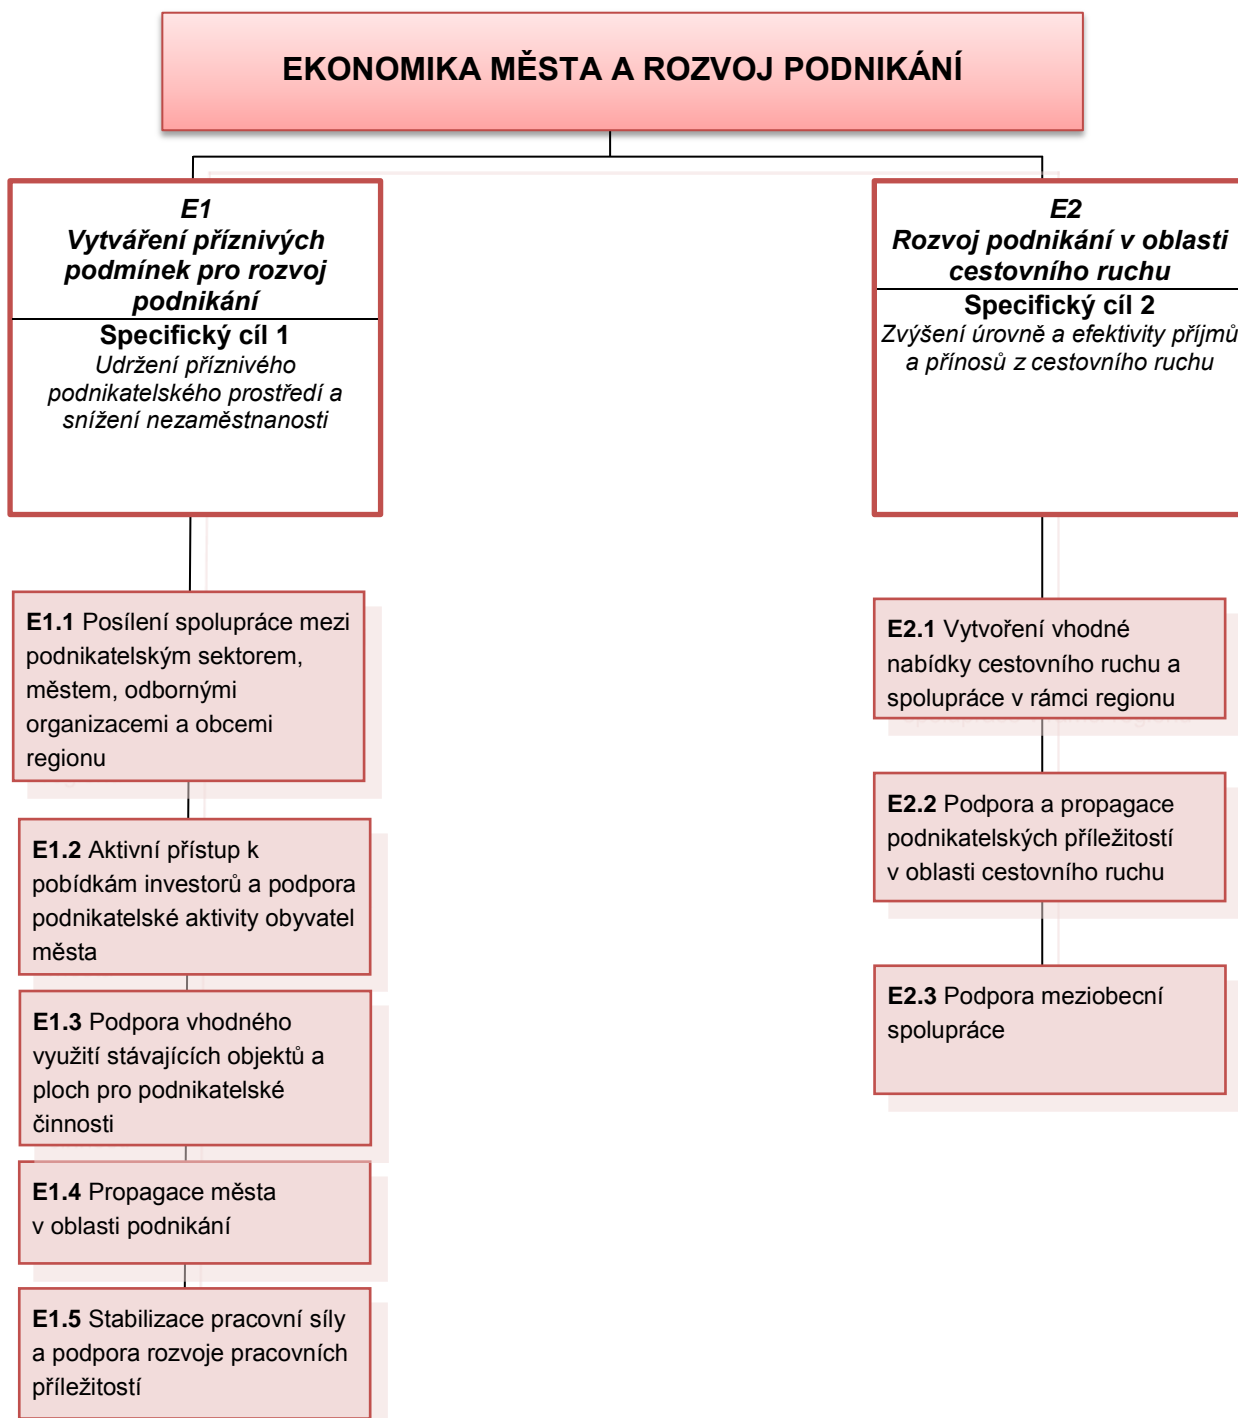 EKONOMIKA MĚSTA A ROZVOJ PODNIKÁNÍ
E1
Vytváření příznivých
podmínek pro rozvoj
podnikání
Specifický cíl 1
Udržení příznivého
podnikatelského prostředí a
snížení nezaměstnanosti
E1.1 Posílení spolupráce mezi
podnikatelským sektorem,
městem, odbornými
organizacemi a obcemi
regionu
E1.2 Aktivní přístup k
pobídkám investorů a podpora
podnikatelské aktivity obyvatel
města
E1.3 Podpora vhodného
využití stávajících objektů a
ploch pro podnikatelské
činnosti
E1.4 Propagace města
v oblasti podnikání
E1.5 Stabilizace pracovní síly
a podpora rozvoje pracovních
příležitostí
E2
Rozvoj podnikání v oblasti
cestovního ruchu
Specifický cíl 2
Zvýšení úrovně a efektivity příjmů
a přínosů z cestovního ruchu
E2.1 Vytvoření vhodné
nabídky cestovního ruchu a
spolupráce v rámci regionu
E2.2 Podpora a propagace
podnikatelských příležitostí
v oblasti cestovního ruchu
E2.3 Podpora meziobecní
spolupráce